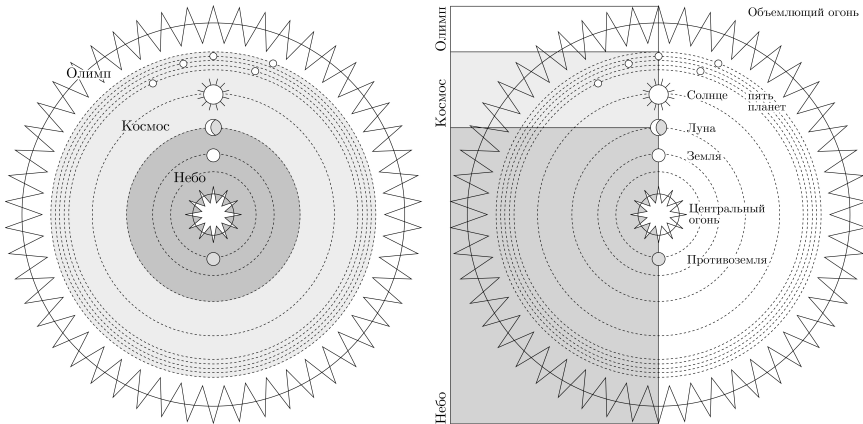 Олимп
Космос
Небо
Олимп
Космос
Небо
Объемлющий огонь
Солнце
пять
планет
Луна
Земля
Центральный
огонь
Противоземля